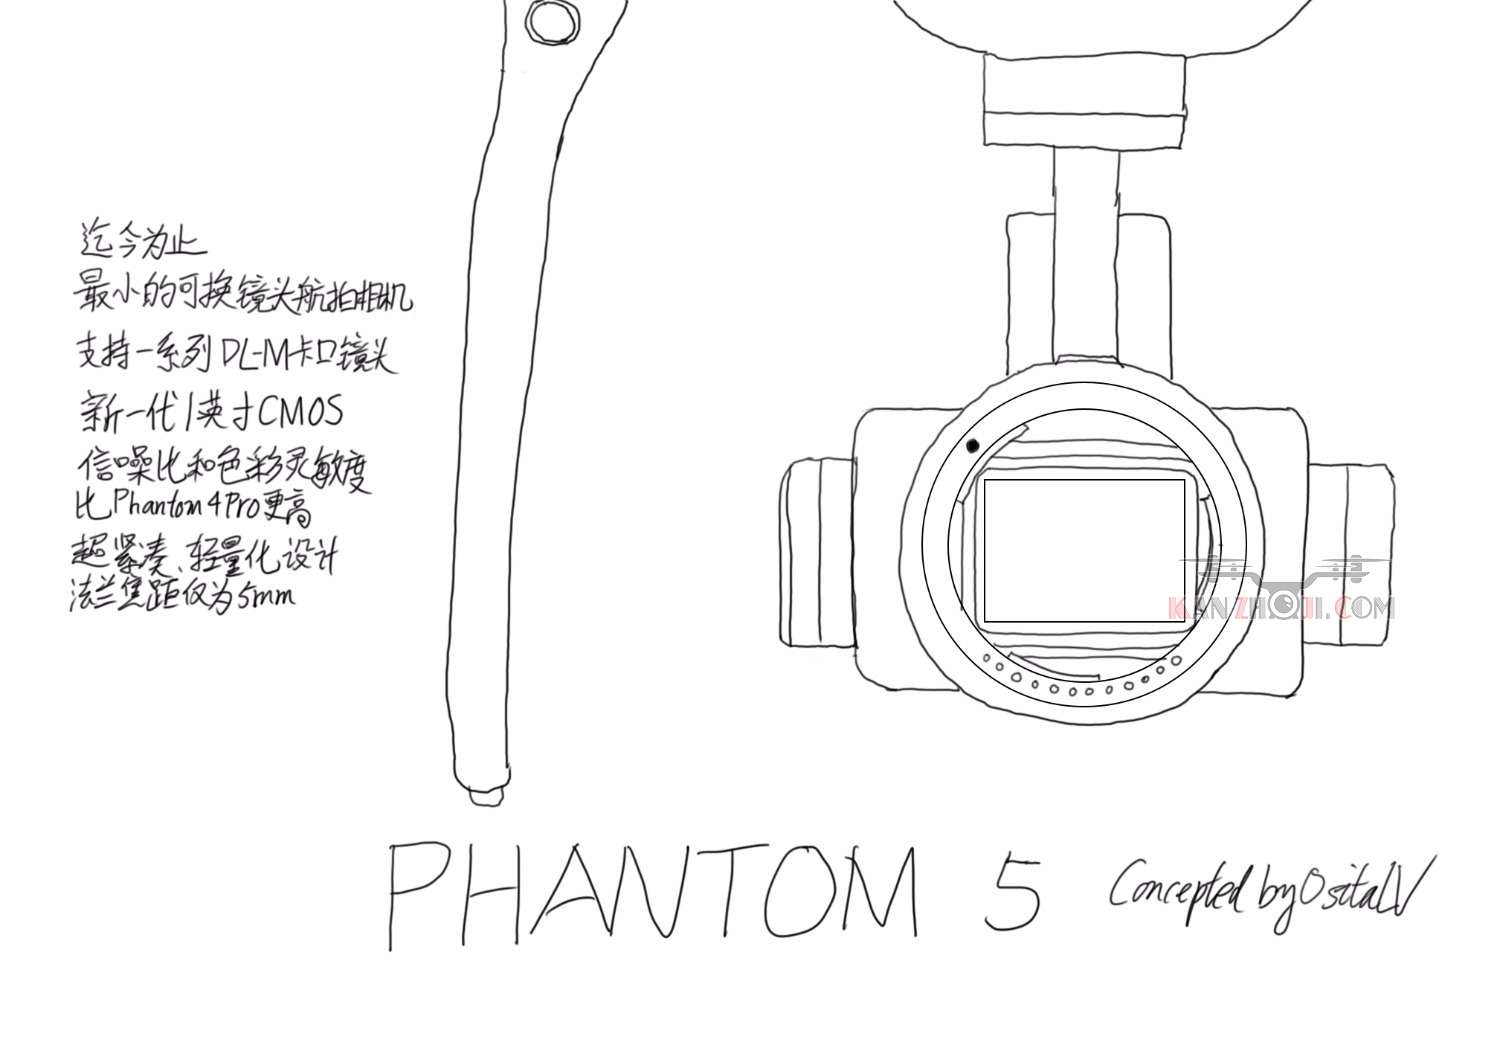 迄今为止
最小的可换镜头航拍相机
支持一系列DL-M卡口镜头
新一代1英寸CMOS
信噪比和色彩灵敏度
比Phantom4Pro更高
超紧凑、轻量化设计
法兰焦距仅为5mm
KANZHAOJI.COM
PHANTOM 5
Concepted by OsitaLV